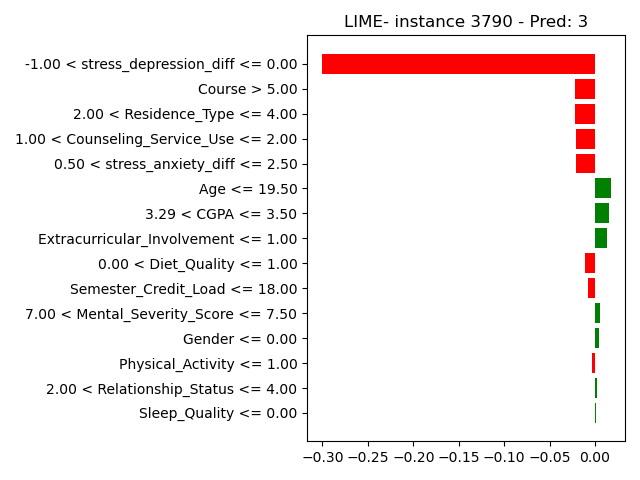 LIME- instance 3790 - Pred: 3
-1.00 < stress_depression_diff <= 0.00
Course > 5.00
2.00 < Residence_Type <= 4.00
1.00 < Counseling_Service_Use <= 2.00
0.50 < stress_anxiety_diff <= 2.50
Age <= 19.50
3.29 < CGPA <= 3.50
Extracurricular_Involvement <= 1.00
0.00 < Diet_Quality <= 1.00
Semester_Credit_Load <= 18.00
7.00 < Mental_Severity_Score <= 7.50
Gender <= 0.00
Physical_Activity <= 1.00
2.00 < Relationship_Status <= 4.00
Sleep_Quality <= 0.00
−0.30 −0.25 −0.20 −0.15 −0.10 −0.05 0.00